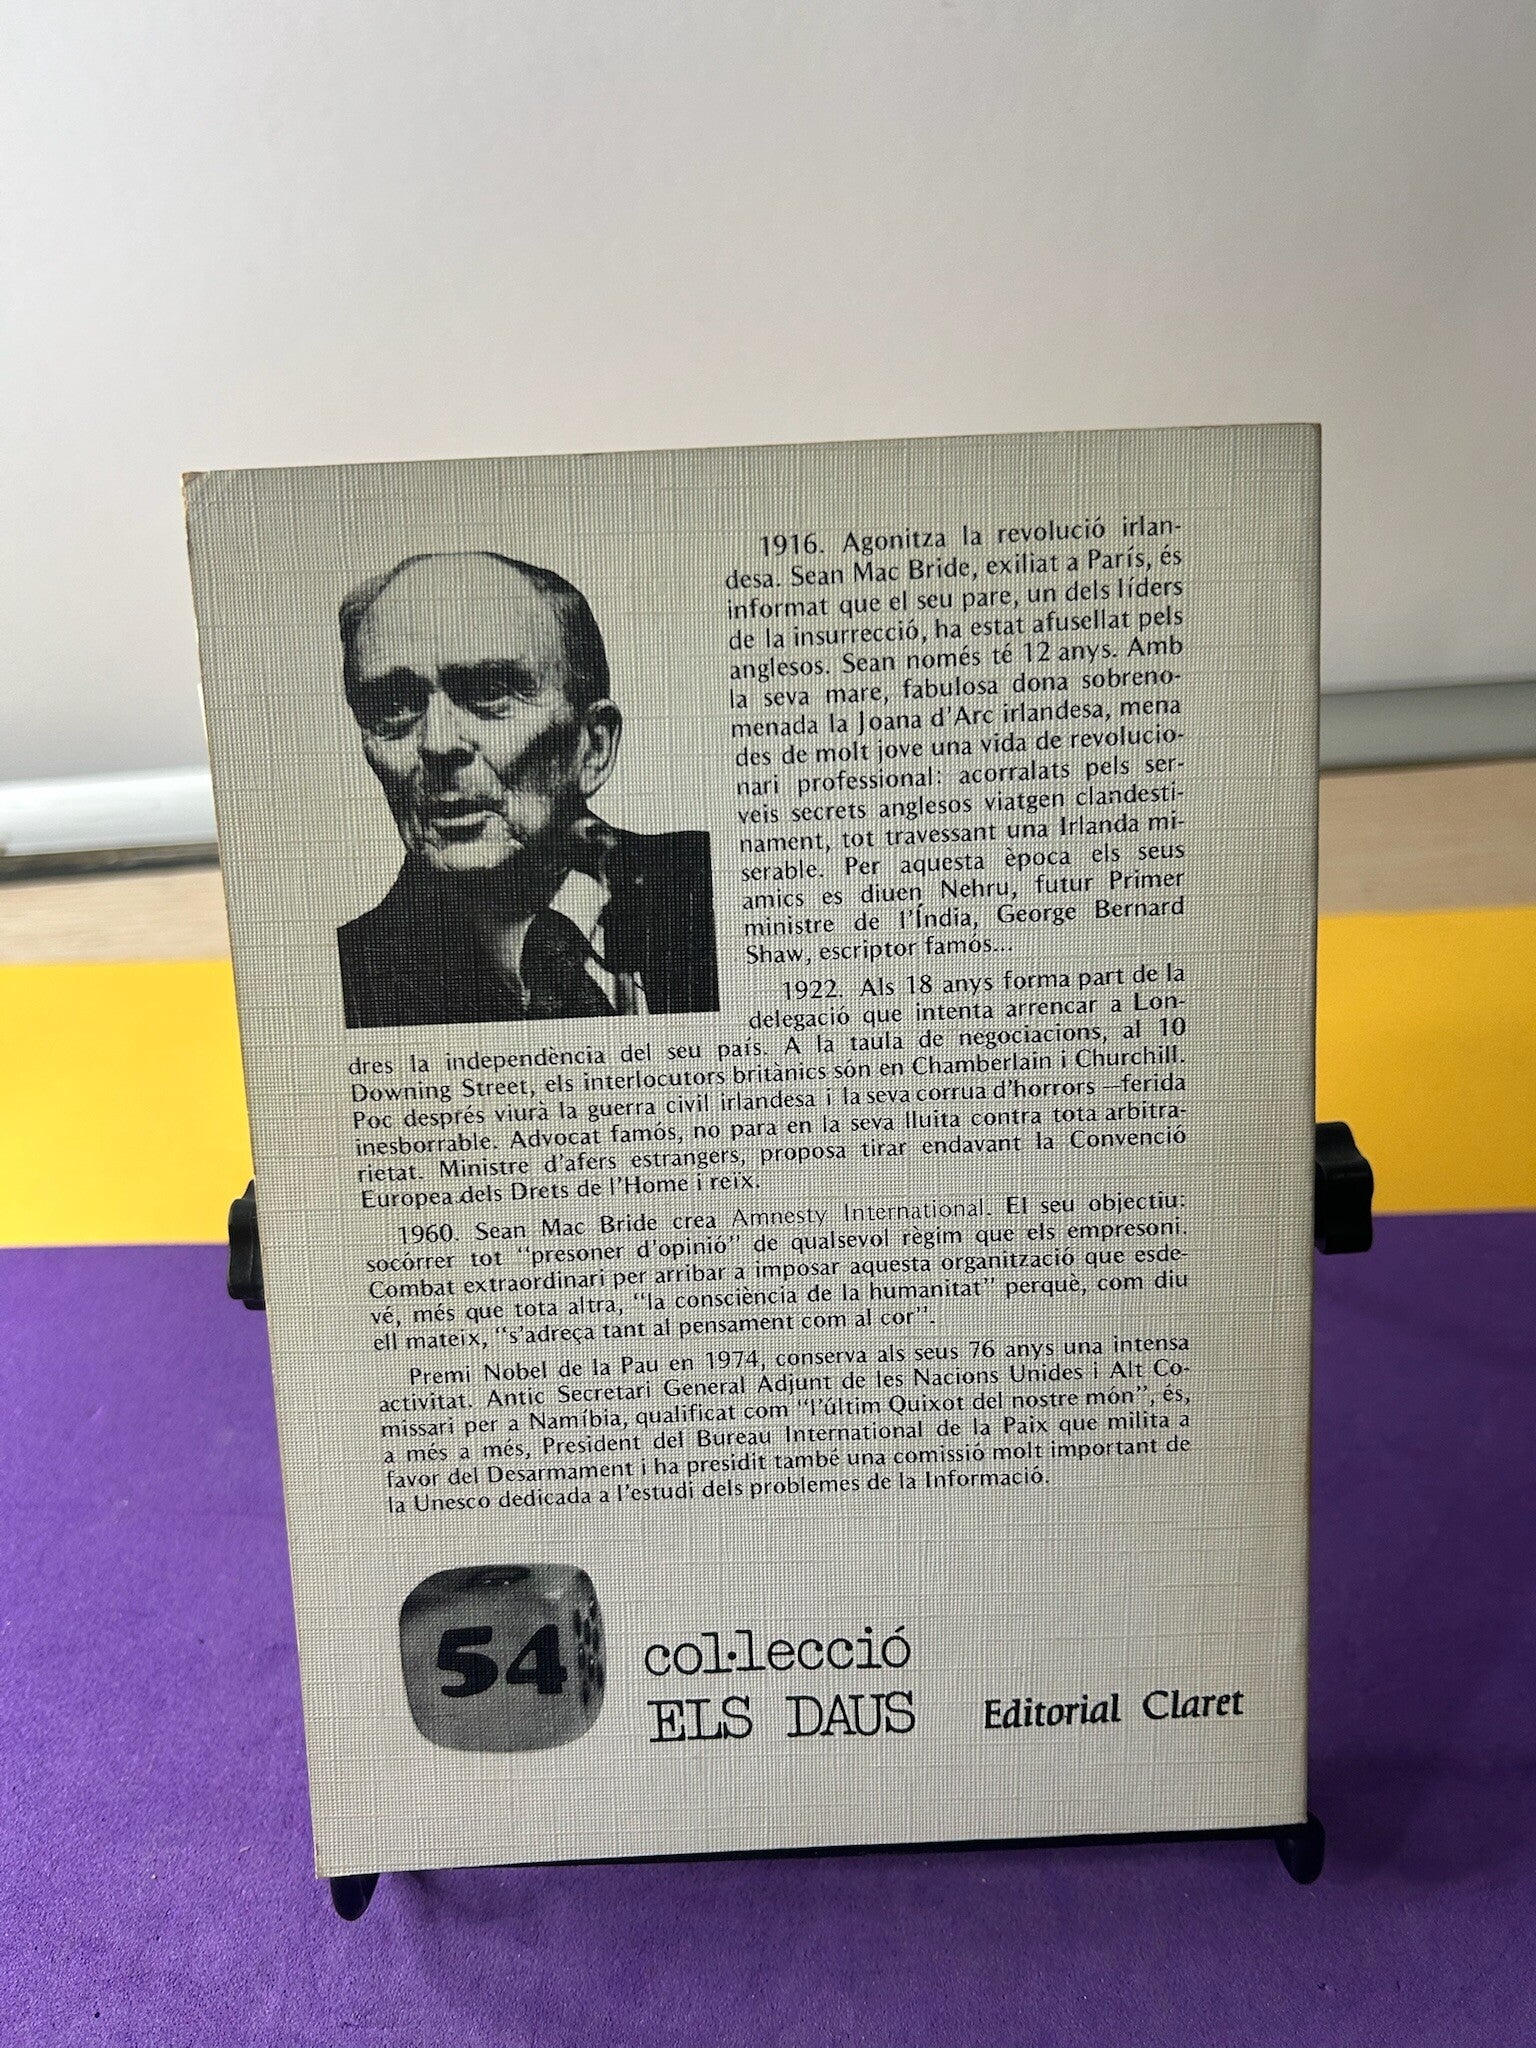 1916. Agonitza la revolució irlan-
desa. Sean Mac Bride, exiliat a París, és
informat que el seu pare, un dels líders
de la insurrecció, ha estat afusellat pels
anglesos. Sean només té 12 anys. Amb
la seva mare, fabulosa dona sobreno-
menada la Joana d'Arc irlandesa, mena
des de molt jove una vida de revolucio-
nari professional: acorralats pels ser-
veis secrets anglesos viatgen clandesti-
nament, tot travessant una Irlanda mi-
serable. Per aquesta època els seus
amics es diuen Nehru, futur Primer
ministre de l'Índia, George Bernard
Shaw, escriptor famós...
1922. Als 18 anys forma part de la
delegació que intenta arrencar a Lon-
dres la independència del seu país. A la taula de negociacions, al 10
Downing Street, els interlocutors britànics són en Chamberlain i Churchill.
Poc després viurà la guerra civil irlandesa i la seva corrua d'horrors —ferida
inesborrable. Advocat famós, no para en la seva lluita contra tota arbitra-
rietat. Ministre d'afers estrangers, proposa tirar endavant la Convenció
Europea dels Drets de l'Home i reïx.
1960. Sean Mac Bride crea Amnesty International. El seu objectiu:
socórrer tot "presoner d'opinió" de qualsevol règim que els empresoni.
Combat extraordinari per arribar a imposar aquesta organització que esde-
vé, més que tota altra, "la consciència de la humanitat" perquè, com diu
ell mateix, "s'adreça tant al pensament com al cor".
Premi Nobel de la Pau en 1974, conserva als seus 76 anys una intensa
activitat. Antic Secretari General Adjunt de les Nacions Unides i Alt Co-
missari per a Namíbia, qualificat com "l'últim Quixot del nostre món", és,
a més a més, President del Bureau International de la Paix que milita a
favor del Desarmament i ha presidit també una comissió molt important de
la Unesco dedicada a l'estudi dels problemes de la Informació.
54
col·lecció
ELS DAUS
Editorial Claret